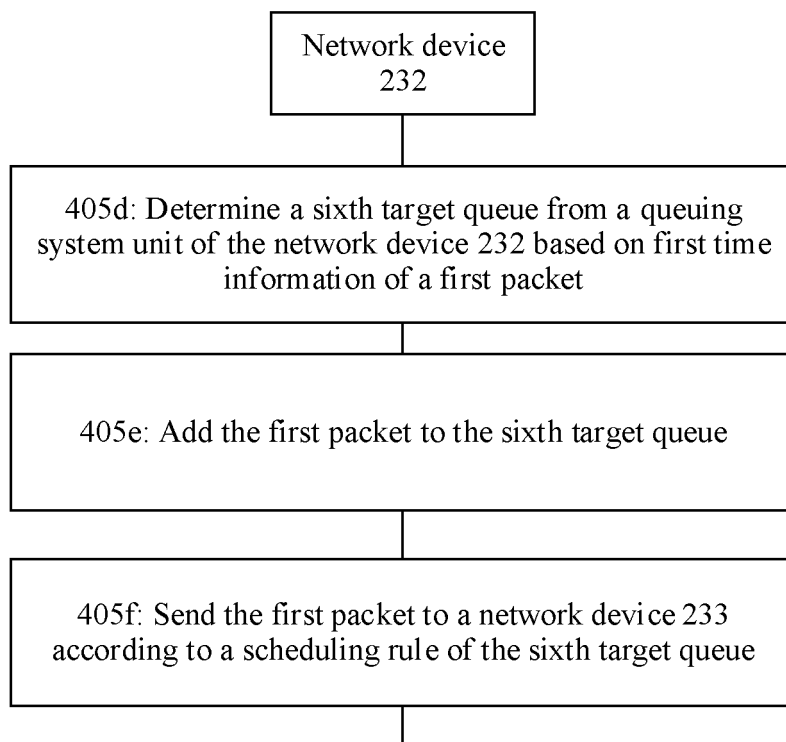 Network device
232
405d: Determine a sixth target queue from a queuing
system unit of the network device 232 based on first time
information of a first packet
405e: Add the first packet to the sixth target queue
405f: Send the first packet to a network device 233
according to a scheduling rule of the sixth target queue